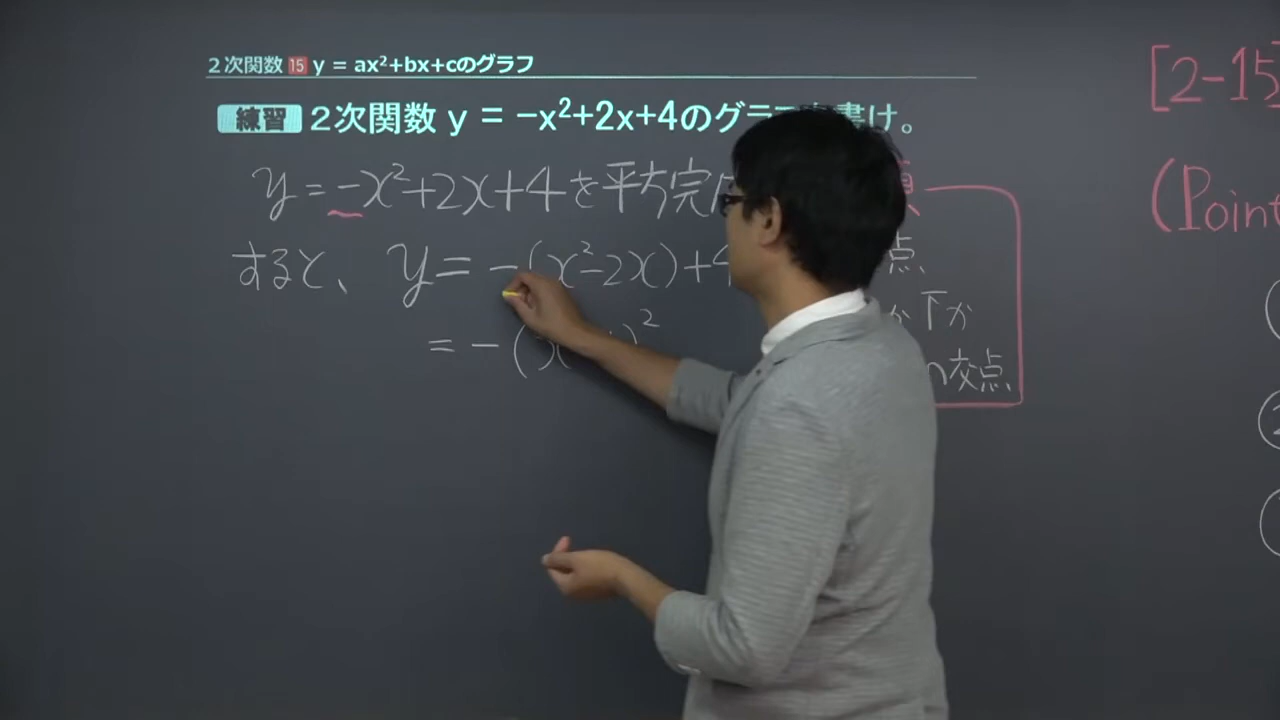 2次関数 15 y = ax²+bx+cのグラフ
練習 2次関数 y = −x²+2x+4のグラフ 書け。
y=−x²+2x+4を平方完
すると、 y=−(x²−2x)+4
=−(x )²
点、
か下か
の交点
[2-15]
(Point